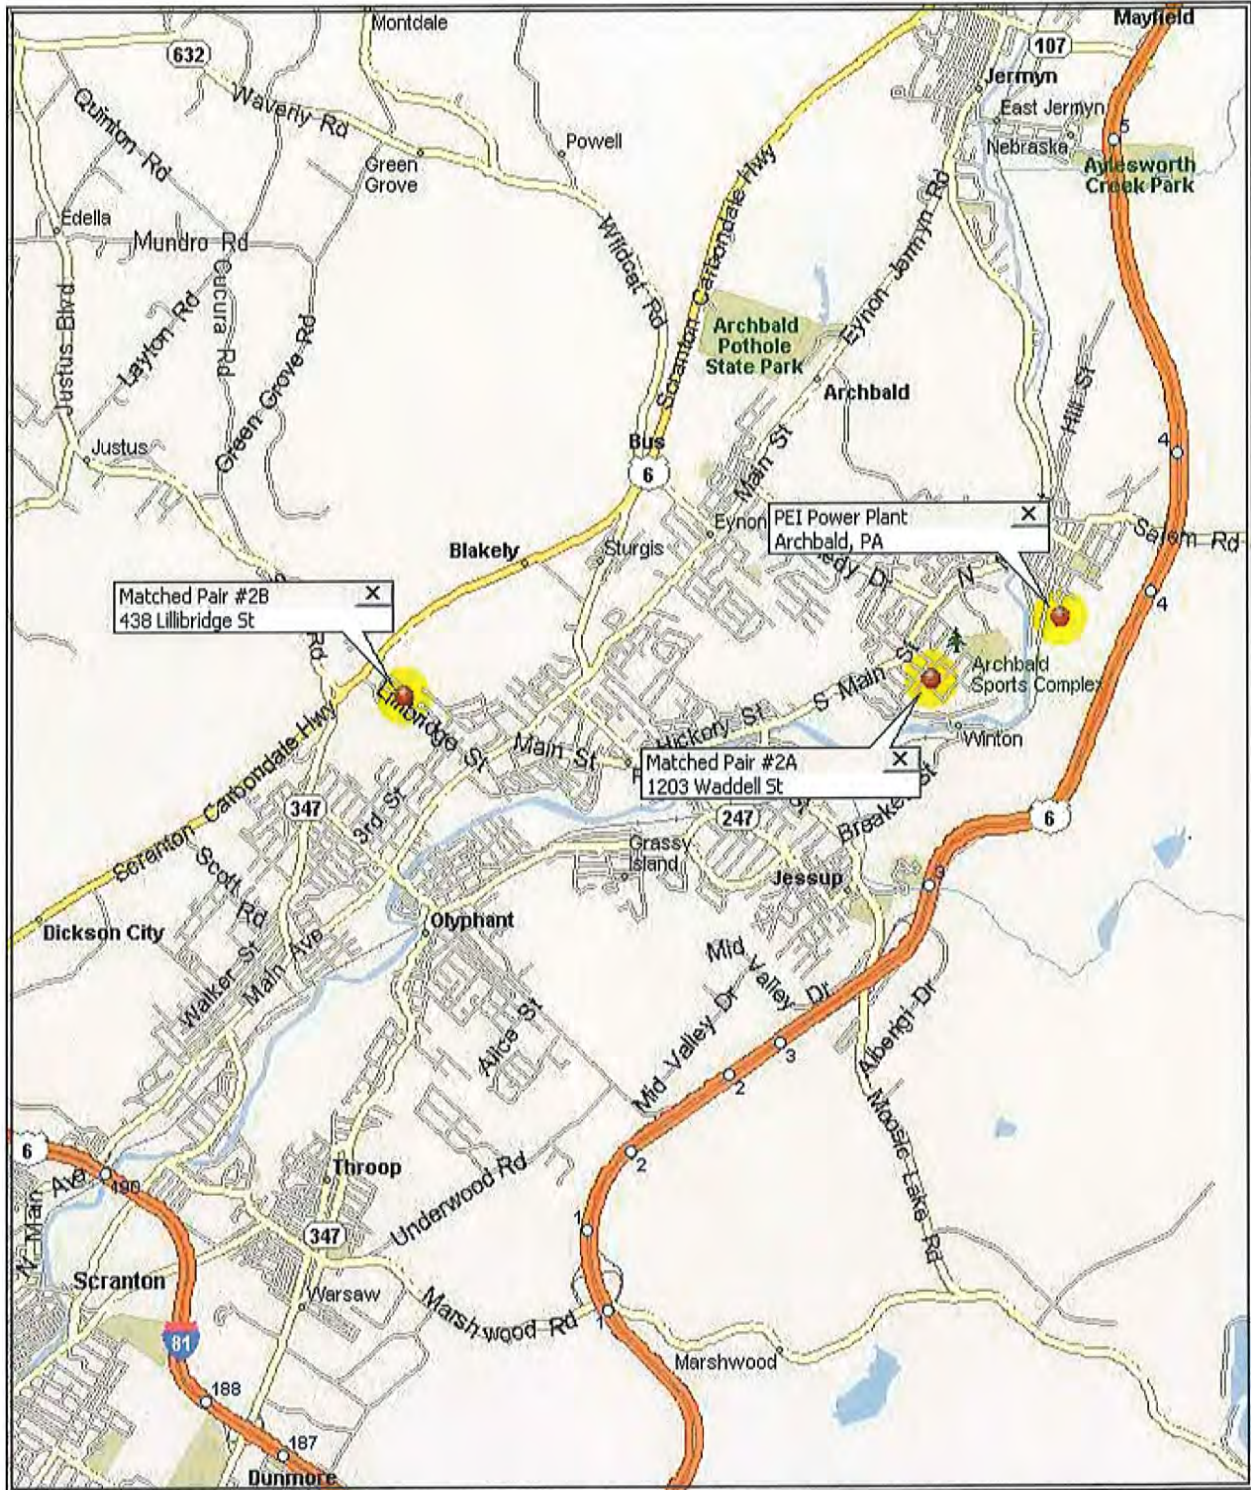 Montdale
Mayfield
632
107
Jermyn
Quinton Rd
Waverly Rd
East Jermyn
5
Powell
Nebraska
Green
Grove
Aylesworth
Creek Park
Edella
Mundro Rd
Wildcat Rd
Scranton Carbondale Hwy
Eynon Jermyn Rd
Justus Blvd
Layton Rd
Cucura Rd
Green Grove Rd
Archbald
Pothole
State Park
Archbald
Hill St
Justus
Bus
6
Main St
4
PEI Power Plant
Archbald, PA
Eynon
Salem Rd
Blakely
Sturgis
N
4
Matched Pair #2B
438 Lillibridge St
Rd
S Main St
Archbald
Sports Complex
Lillibridge St
Scranton Carbondale Hwy
Main St
Hickory St
Winton
Matched Pair #2A
1203 Waddell St
347
3rd St
247
Breaker St
6
Grassy
Island
Jessup
3
Scott Rd
Dickson City
Olyphant
Walker St
Main Ave
Mid Valley Dr
Alice St
Mid Valley Dr
Albengi Dr
3
2
Moosic Lake Rd
2
6
N Main Ave
190
Throop
Underwood Rd
1
347
Scranton
Warsaw
Marshwood Rd
1
81
Marshwood
188
187
Dunmore